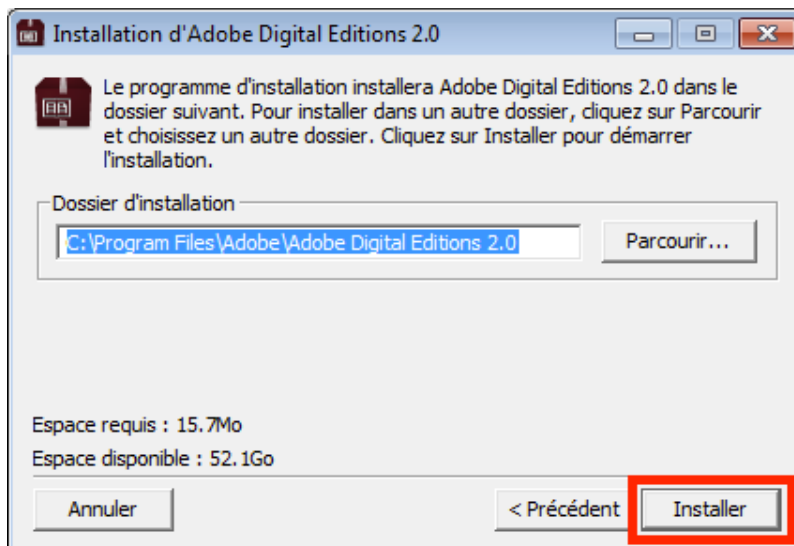 Installation d'Adobe Digital Editions 2.0
Le programme d'installation installera Adobe Digital Editions 2.0 dans le
dossier suivant. Pour installer dans un autre dossier, cliquez sur Parcourir
et choisissez un autre dossier. Cliquez sur Installer pour démarrer
l'installation.
Dossier d'installation
C:\Program Files\Adobe\Adobe Digital Editions 2.0
Parcourir...
Espace requis : 15.7Mo
Espace disponible : 52.1Go
Annuler
< Précédent
Installer